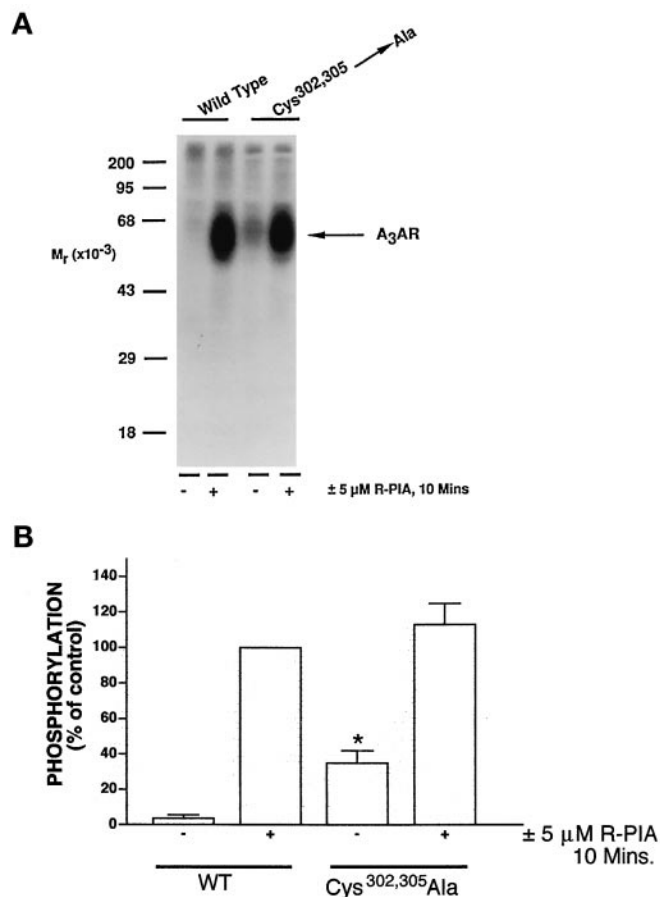 A
Wild Type
Cys302,305 Ala
200
95
68
A3AR
Mr (x10-3)
43
29
18
- + - +
± 5 µM R-PIA, 10 Mins
B
PHOSPHORYLATION
(% of control)
140
120
100
80
60
40
20
0
*
- + - +
± 5 µM R-PIA
10 Mins.
WT
Cys302,305Ala